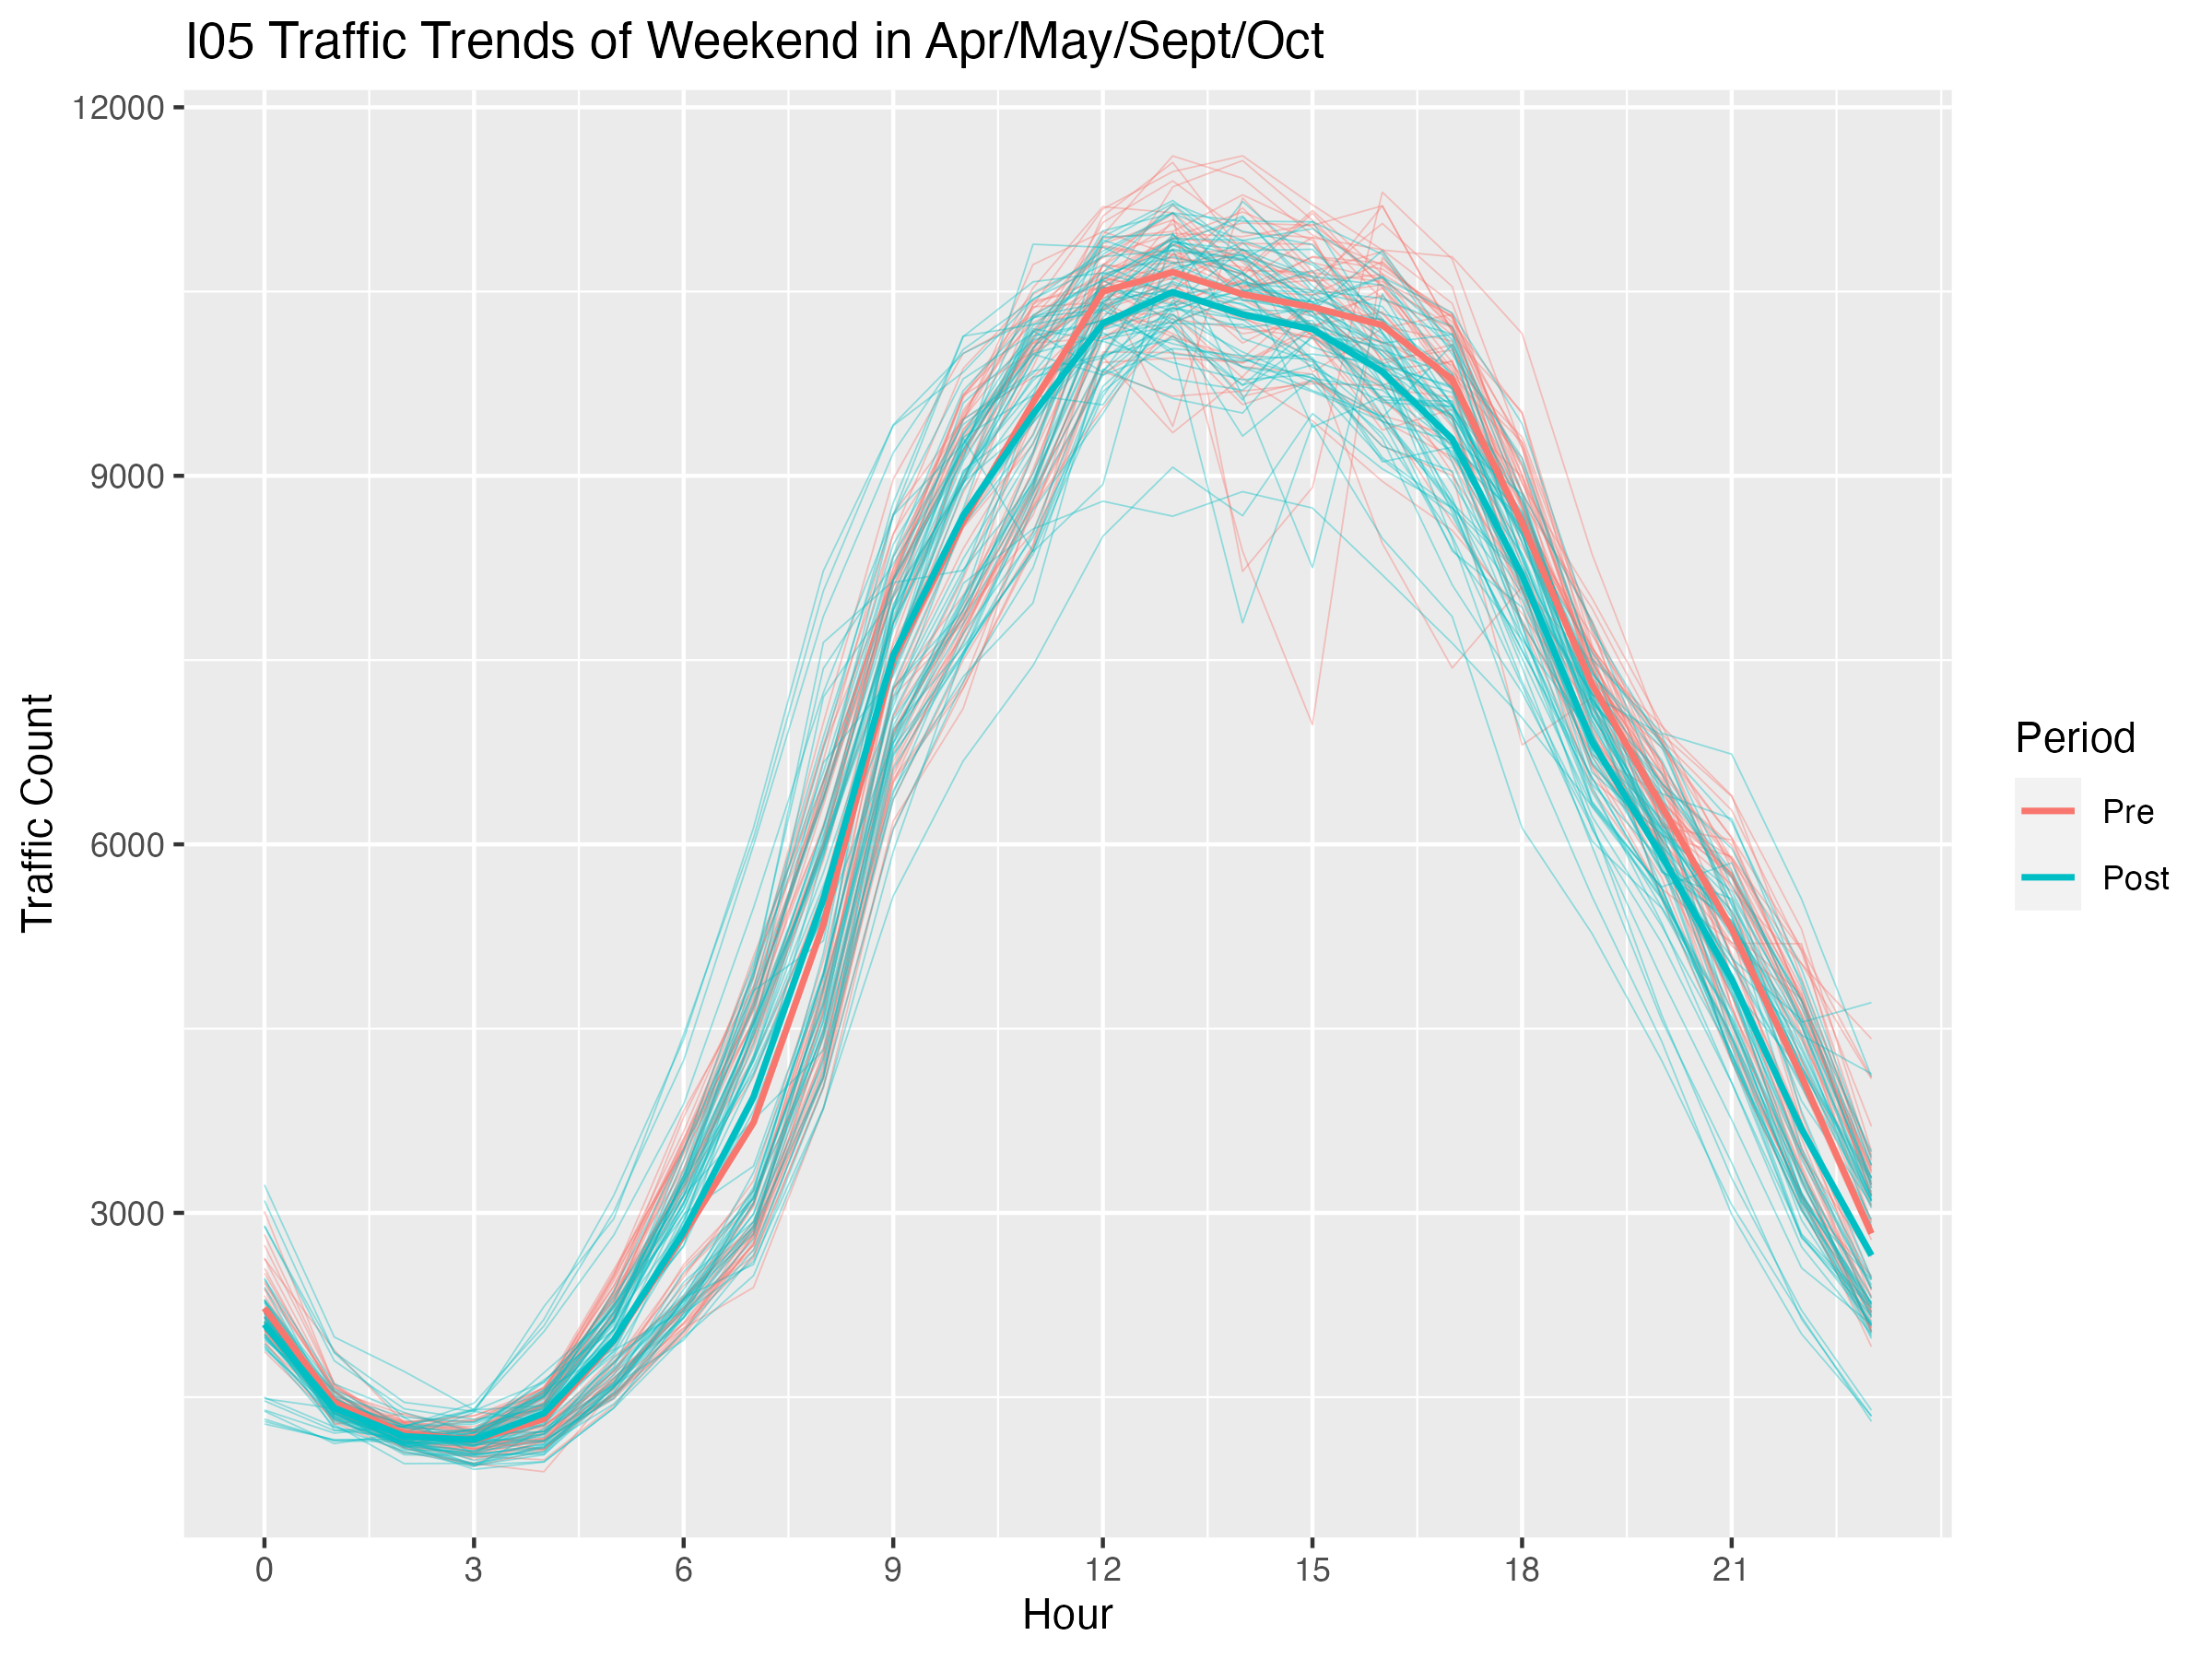 I05 Traffic Trends of Weekend in Apr/May/Sept/Oct
12000
9000
6000
3000
Traffic Count
0 3 6 9 12 15 18 21
Hour
Period
Pre
Post